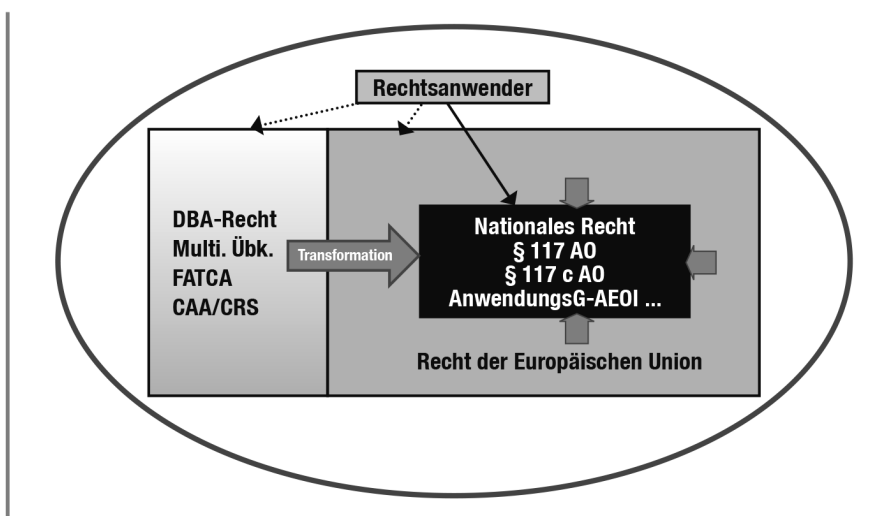 Rechtsanwender
DBA-Recht
Multi. Übk.
FATCA
CAA/CRS
Transformation
Nationales Recht
§ 117 AO
§ 117 c AO
AnwendungsG-AEOI ...
Recht der Europäischen Union